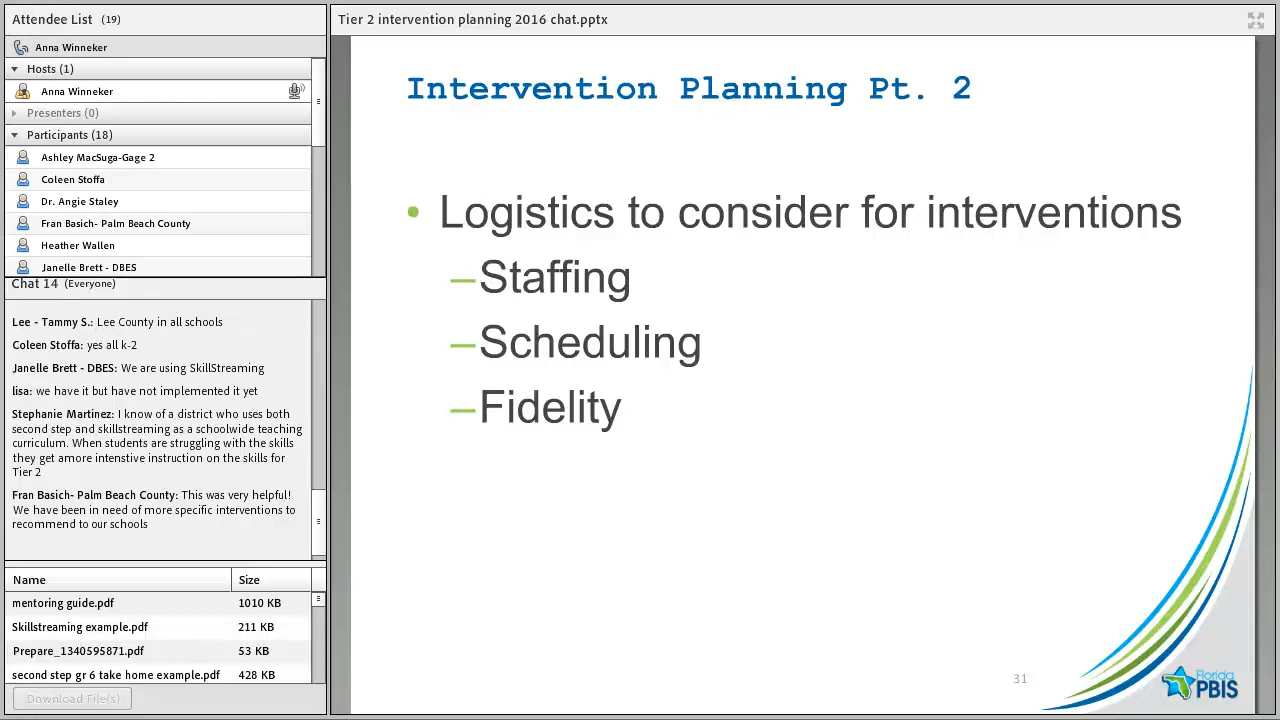 Attendee List (19)
Anna Winneker
Hosts (1)
Anna Winneker
Presenters (0)
Participants (18)
Ashley MacSuga-Gage 2
Coleen Stoffa
Dr. Angie Staley
Fran Basich- Palm Beach County
Heather Wallen
Janelle Brett - DBES
Chat 14 (Everyone)
Lee - Tammy S.: Lee County in all schools
Coleen Stoffa: yes all k-2
Janelle Brett - DBES: We are using SkillStreaming
lisa: we have it but have not implemented it yet
Stephanie Martinez: I know of a district who uses both
second step and skillstreaming as a schoolwide teaching
curriculum. When students are struggling with the skills
they get amore intenstive instruction on the skills for
Tier 2
Fran Basich- Palm Beach County: This was very helpful!
We have been in need of more specific interventions to
recommend to our schools
Name Size
mentoring guide.pdf 1010 KB
Skillstreaming example.pdf 211 KB
Prepare_1340595871.pdf 53 KB
second step gr 6 take home example.pdf 428 KB
Download File(s)
Tier 2 intervention planning 2016 chat.pptx
Intervention Planning Pt. 2
• Logistics to consider for interventions
–Staffing
–Scheduling
–Fidelity
31
Florida
PBIS